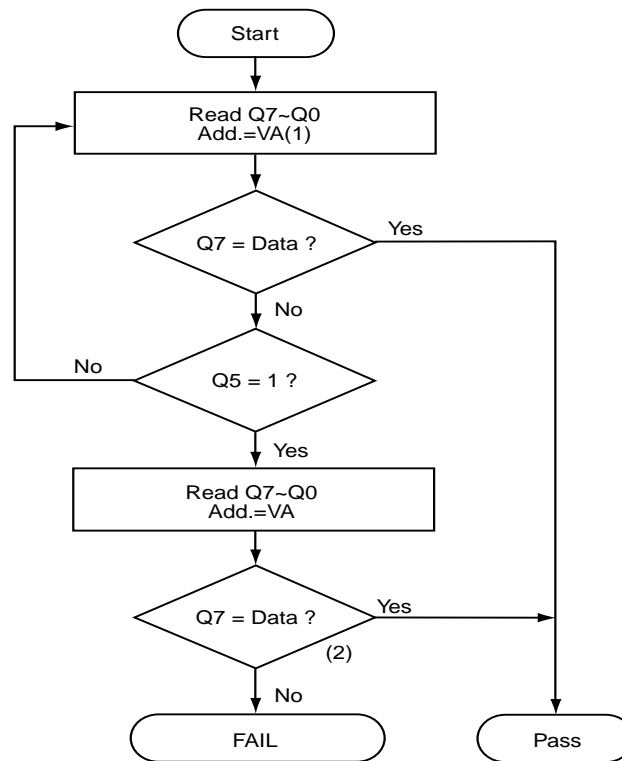 Start
Read Q7~Q0
Add.=VA(1)
Q7 = Data ?
Yes
No
No
Q5 = 1 ?
Yes
Read Q7~Q0
Add.=VA
Q7 = Data ?
Yes
(2)
No
FAIL
Pass